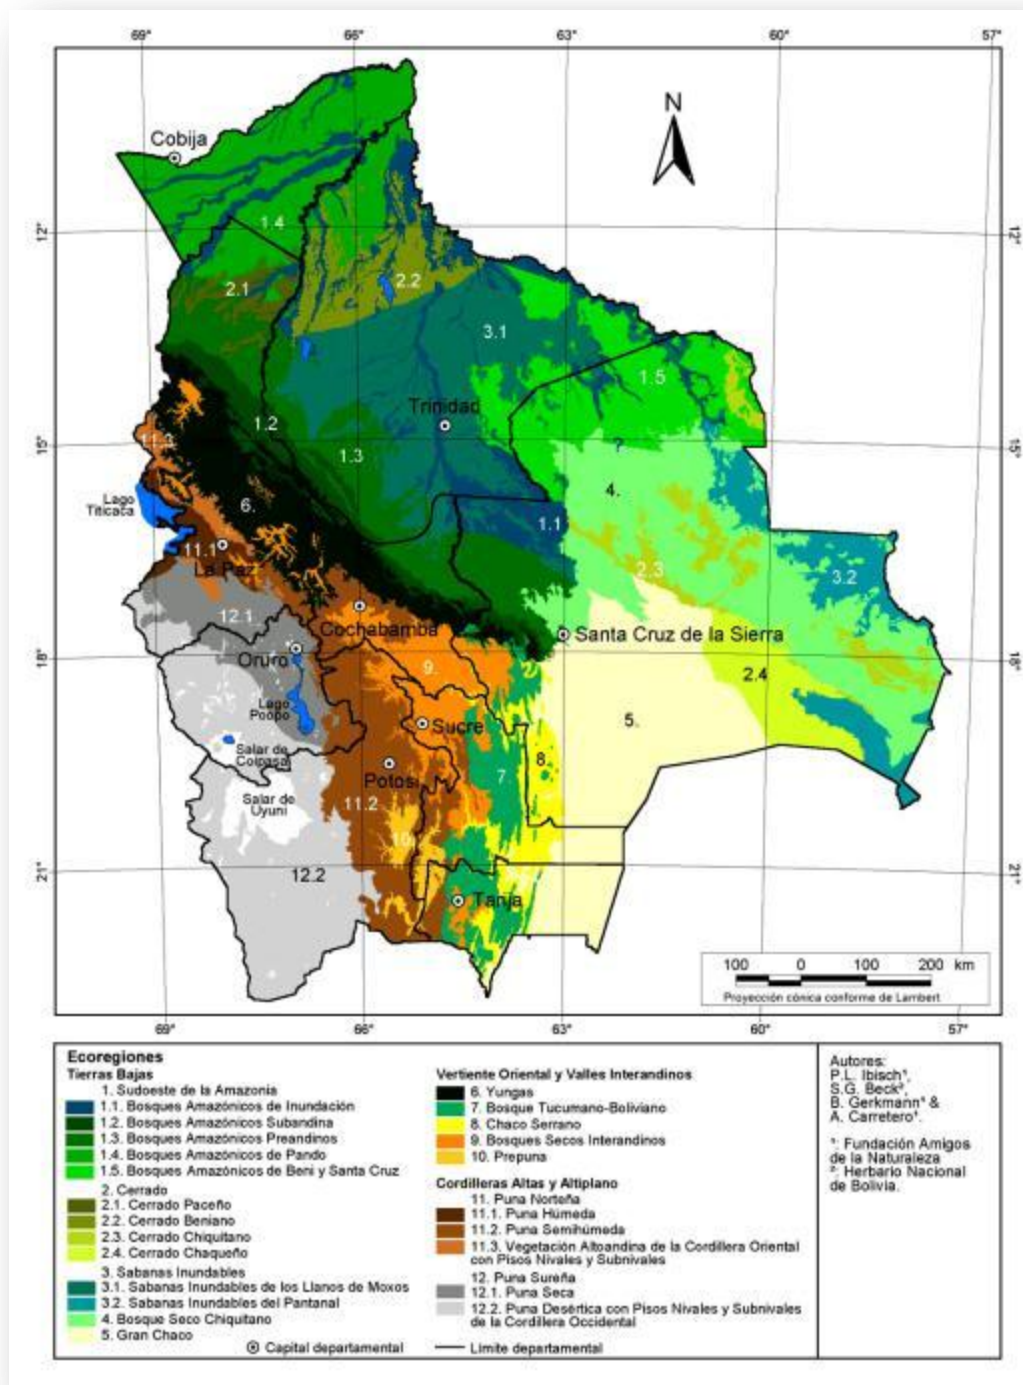 69°
66°
63°
60°
57°
N
Cobija
1.4
12°
12°
2.1
2.2
3.1
1.5
Trinidad
1.2
11.3
15°
1.3
?
15°
4.
Lago
Titicaca
6.
1.1
11.1
La Paz
2.3
3.2
12.1
Cochabamba
Santa Cruz de la Sierra
18°
Oruro
9.
18°
2.4
Lago
Poopo
Sucre
5.
Salar de
Coipasa
8
Potosi
7
Salar de
Uyuni
11.2
10
21°
12.2
21°
Tarija
100 0 100 200 km
Proyección cónica conforme de Lambert
69°
66°
63°
60°
57°
Ecoregiones
Tierras Bajas
1. Sudoeste de la Amazonia
1.1. Bosques Amazónicos de Inundación
1.2. Bosques Amazónicos Subandina
1.3. Bosques Amazónicos Preandinos
1.4. Bosques Amazónicos de Pando
1.5. Bosques Amazónicos de Beni y Santa Cruz
2. Cerrado
2.1. Cerrado Paceño
2.2. Cerrado Beniano
2.3. Cerrado Chiquitano
2.4. Cerrado Chaqueño
3. Sabanas Inundables
3.1. Sabanas Inundables de los Llanos de Moxos
3.2. Sabanas Inundables del Pantanal
4. Bosque Seco Chiquitano
5. Gran Chaco
Vertiente Oriental y Valles Interandinos
6. Yungas
7. Bosque Tucumano-Boliviano
8. Chaco Serrano
9. Bosques Secos Interandinos
10. Prepuna
Cordilleras Altas y Altiplano
11. Puna Norteña
11.1. Puna Húmeda
11.2. Puna Semihúmeda
11.3. Vegetación Altoandina de la Cordillera Oriental
con Pisos Nivales y Subnivales
12. Puna Sureña
12.1. Puna Seca
12.2. Puna Desértica con Pisos Nivales y Subnivales
de la Cordillera Occidental
Capital departamental
Limite departamental
Autores:
P.L. Ibisch¹,
S.G. Beck²,
B. Gerkmann¹ &
A. Carretero¹.
¹: Fundación Amigos
de la Naturaleza
²: Herbario Nacional
de Bolivia.